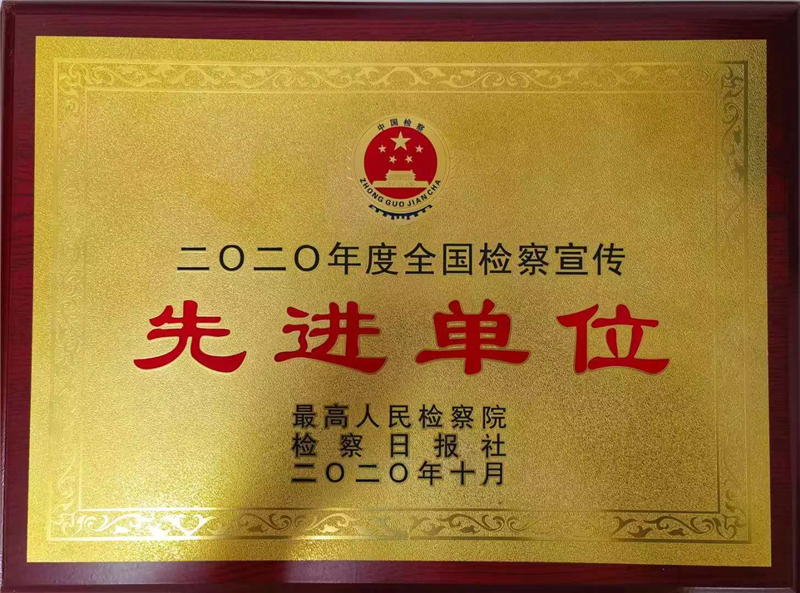 中国检察
ZHONG GUO JIAN CHA
二〇二〇年度全国检察宣传
先进单位
最高人民检察院
检察日报社
二〇二〇年十月